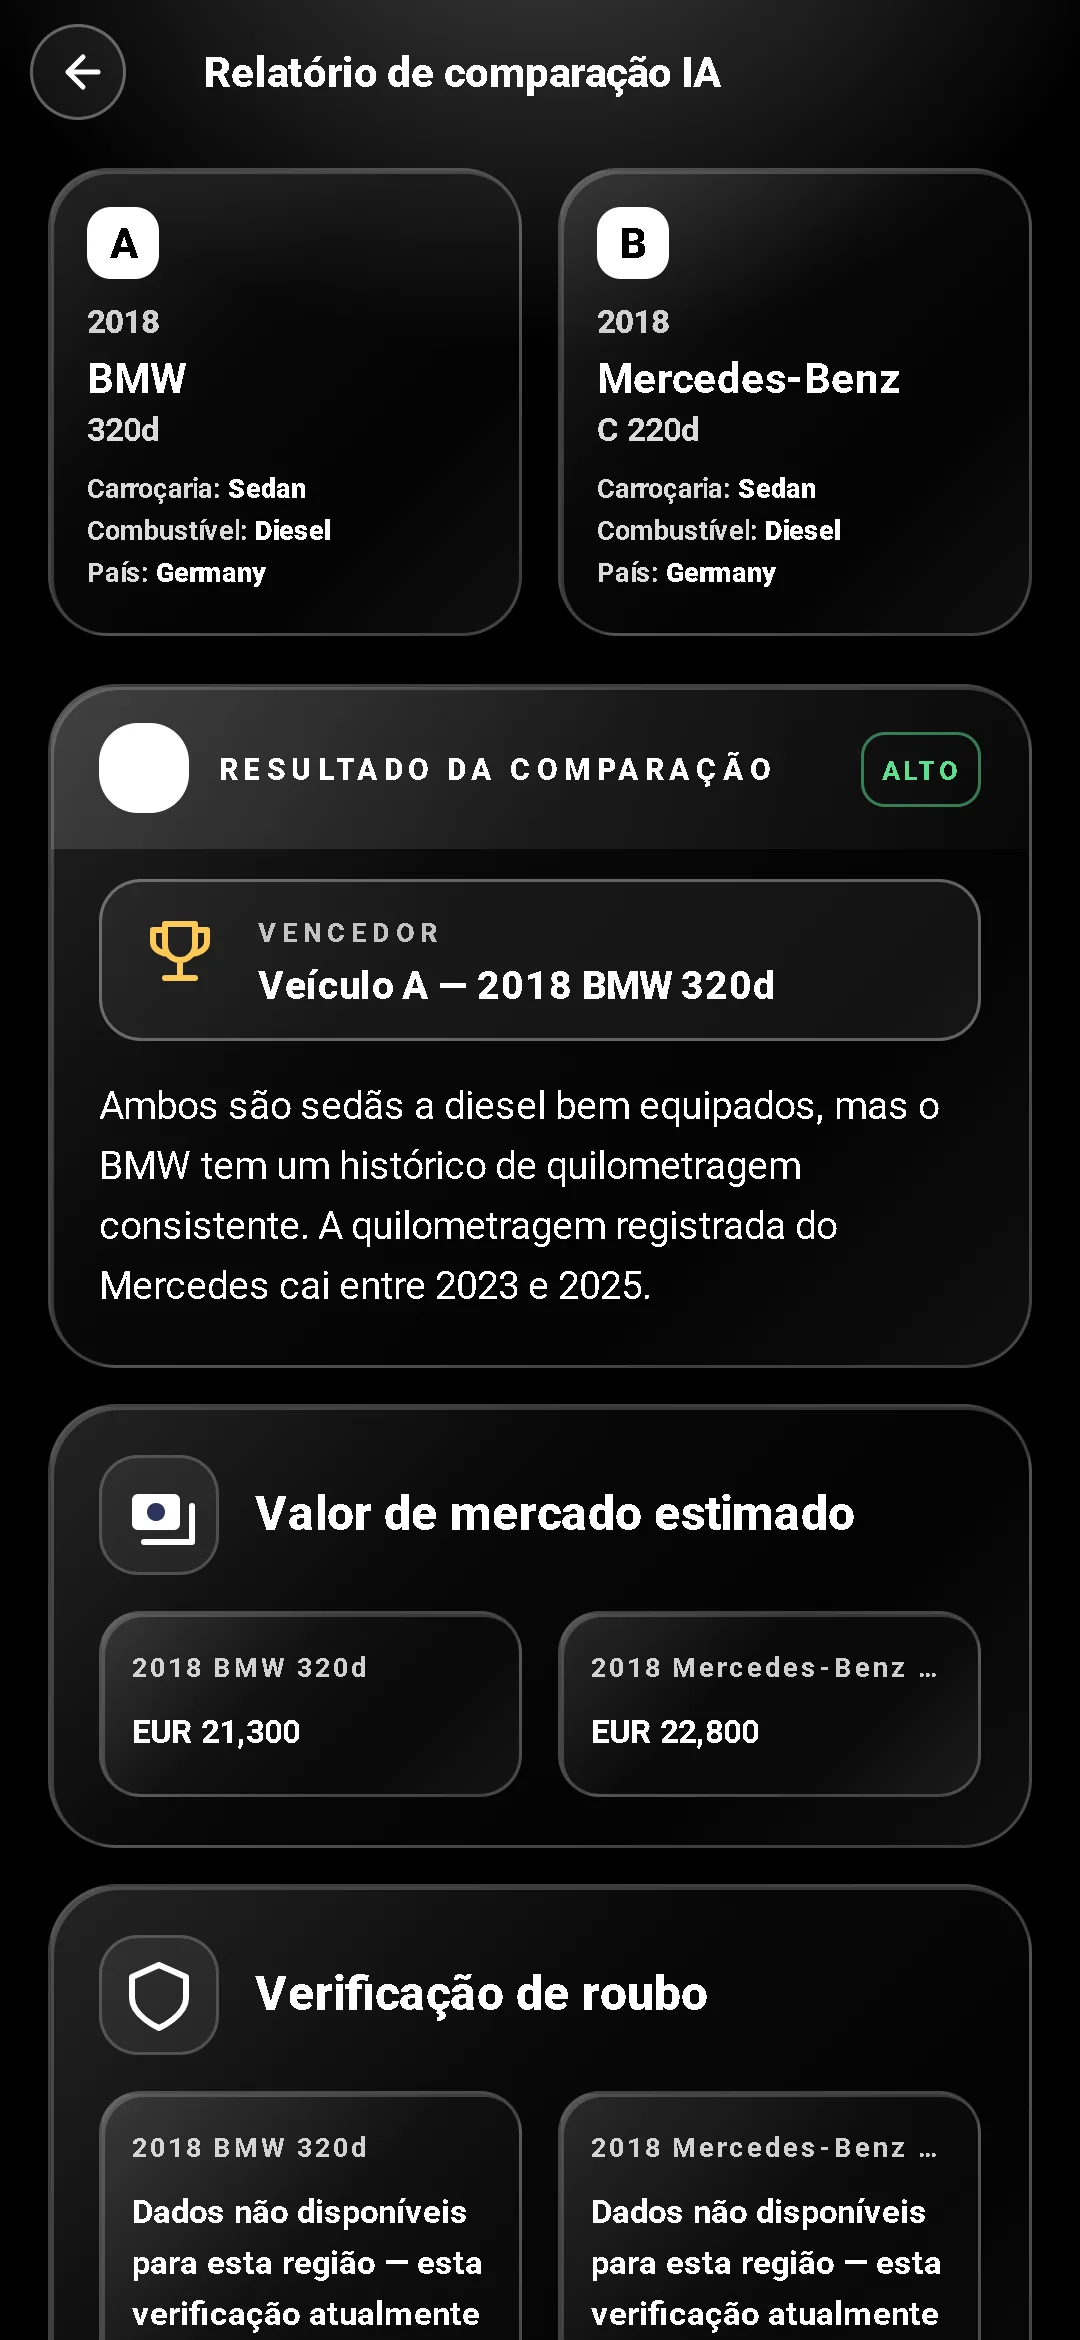 Relatório de comparação IA
A
2018
BMW
320d
Carroçaria: Sedan
Combustível: Diesel
País: Germany
B
2018
Mercedes-Benz
C 220d
Carroçaria: Sedan
Combustível: Diesel
País: Germany
RESULTADO DA COMPARAÇÃO
ALTO
VENCEDOR
Veículo A — 2018 BMW 320d
Ambos são sedãs a diesel bem equipados, mas o
BMW tem um histórico de quilometragem
consistente. A quilometragem registrada do
Mercedes cai entre 2023 e 2025.
Valor de mercado estimado
2018 BMW 320d
EUR 21,300
2018 Mercedes-Benz ...
EUR 22,800
Verificação de roubo
2018 BMW 320d
Dados não disponíveis
para esta região — esta
verificação atualmente
2018 Mercedes-Benz ...
Dados não disponíveis
para esta região — esta
verificação atualmente